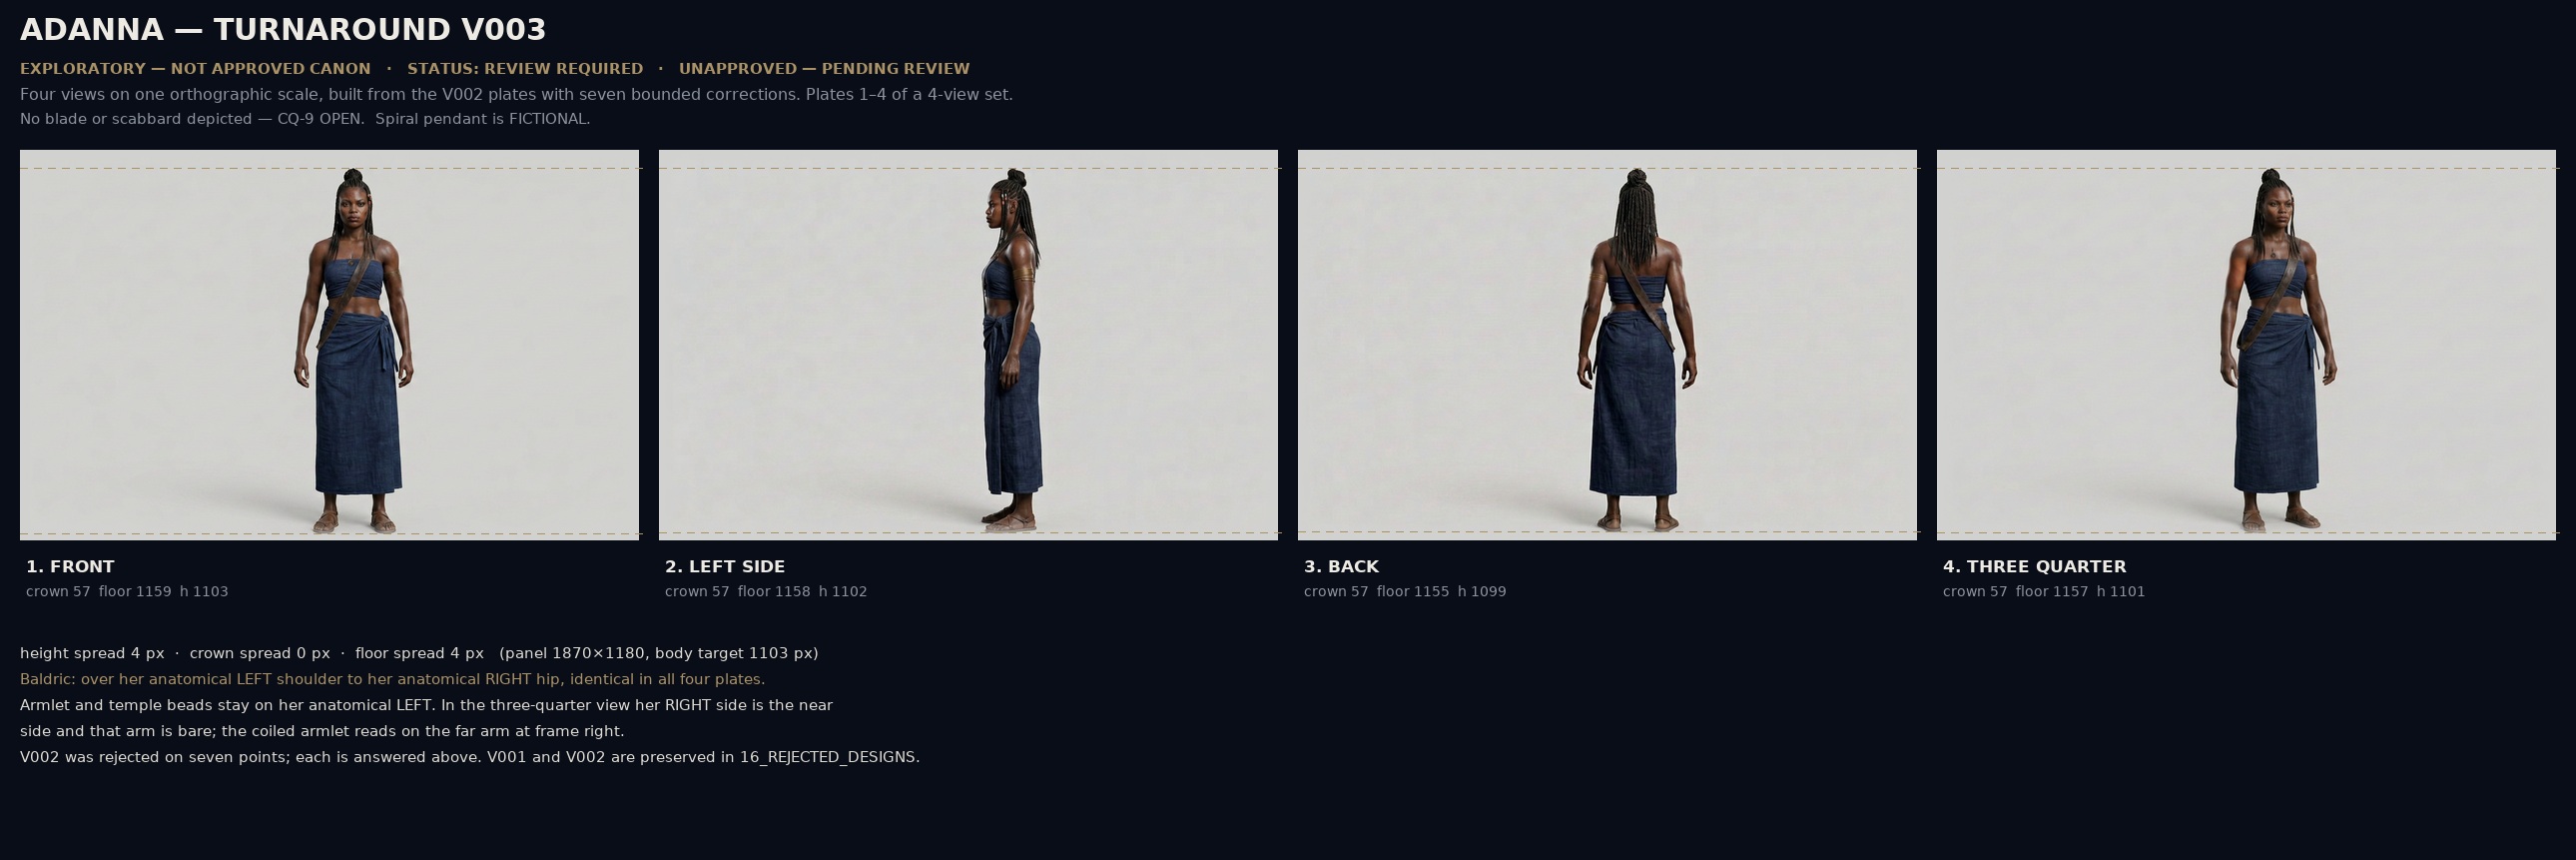 ADANNA — TURNAROUND V003
EXPLORATORY — NOT APPROVED CANON · STATUS: REVIEW REQUIRED · UNAPPROVED — PENDING REVIEW
Four views on one orthographic scale, built from the V002 plates with seven bounded corrections. Plates 1–4 of a 4-view set.
No blade or scabbard depicted — CQ-9 OPEN. Spiral pendant is FICTIONAL.
1. FRONT
crown 57 floor 1159 h 1103
2. LEFT SIDE
crown 57 floor 1158 h 1102
3. BACK
crown 57 floor 1155 h 1099
4. THREE QUARTER
crown 57 floor 1157 h 1101
height spread 4 px · crown spread 0 px · floor spread 4 px (panel 1870×1180, body target 1103 px)
Baldric: over her anatomical LEFT shoulder to her anatomical RIGHT hip, identical in all four plates.
Armlet and temple beads stay on her anatomical LEFT. In the three-quarter view her RIGHT side is the near
side and that arm is bare; the coiled armlet reads on the far arm at frame right.
V002 was rejected on seven points; each is answered above. V001 and V002 are preserved in 16_REJECTED_DESIGNS.